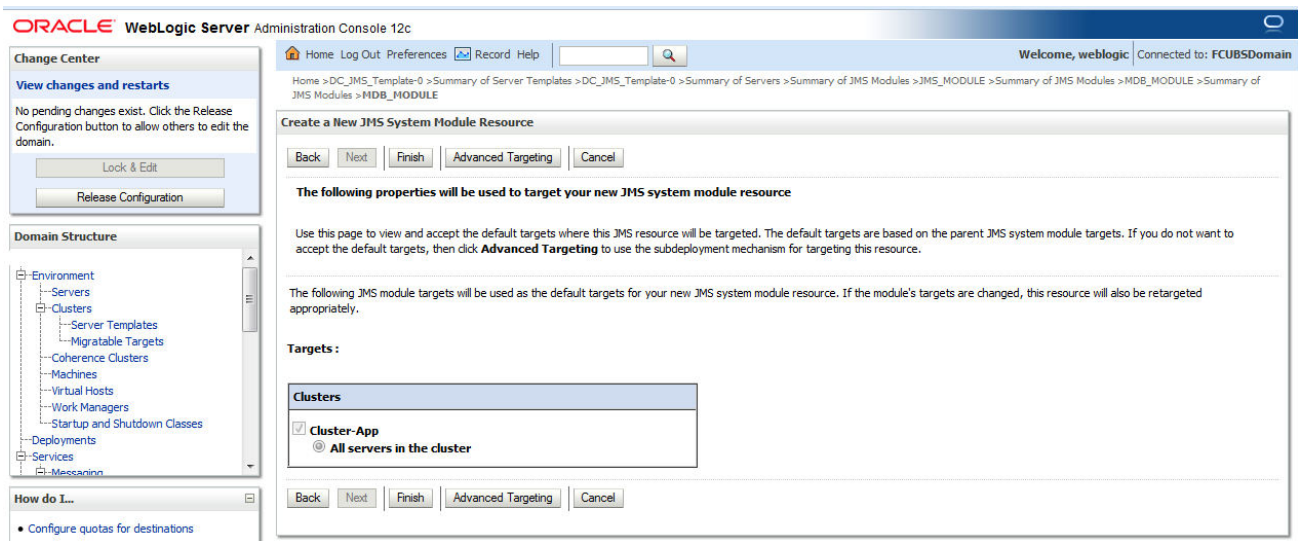 ORACLE WebLogic Server Administration Console 12c
Change Center
View changes and restarts
No pending changes exist. Click the Release
Configuration button to allow others to edit the
domain.
Lock & Edit
Release Configuration
Domain Structure
Environment
Servers
Clusters
Server Templates
Migratable Targets
Coherence Clusters
Machines
Virtual Hosts
Work Managers
Startup and Shutdown Classes
Deployments
Services
Messaging
How do I...
Configure quotas for destinations
Home Log Out Preferences Record Help
Welcome, weblogic Connected to: FCUBSDomain
Home >DC_JMS_Template-0 >Summary of Server Templates >DC_JMS_Template-0 >Summary of Servers >Summary of JMS Modules >JMS_MODULE >Summary of JMS Modules >MDB_MODULE >Summary of
JMS Modules >MDB_MODULE
Create a New JMS System Module Resource
Back Next Finish Advanced Targeting Cancel
The following properties will be used to target your new JMS system module resource
Use this page to view and accept the default targets where this JMS resource will be targeted. The default targets are based on the parent JMS system module targets. If you do not want to
accept the default targets, then click Advanced Targeting to use the subdeployment mechanism for targeting this resource.
The following JMS module targets will be used as the default targets for your new JMS system module resource. If the module's targets are changed, this resource will also be retargeted
appropriately.
Targets :
Clusters
Cluster-App
All servers in the cluster
Back Next Finish Advanced Targeting Cancel